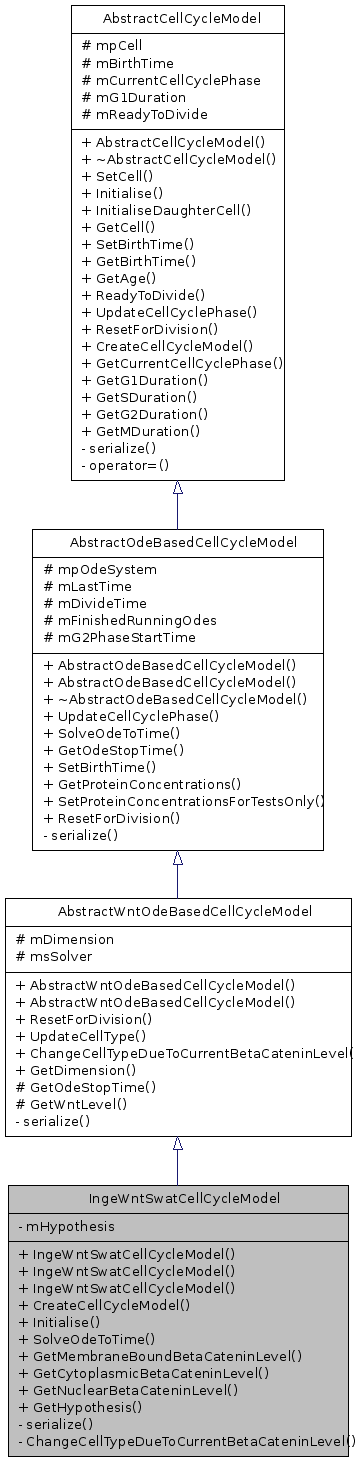 AbstractCellCycleModel
# mpCell
# mBirthTime
# mCurrentCellCyclePhase
# mG1Duration
# mReadyToDivide
+ AbstractCellCycleModel()
+ ~AbstractCellCycleModel()
+ SetCell()
+ Initialise()
+ InitialiseDaughterCell()
+ GetCell()
+ SetBirthTime()
+ GetBirthTime()
+ GetAge()
+ ReadyToDivide()
+ UpdateCellCyclePhase()
+ ResetForDivision()
+ CreateCellCycleModel()
+ GetCurrentCellCyclePhase()
+ GetG1Duration()
+ GetSDuration()
+ GetG2Duration()
+ GetMDuration()
- serialize()
- operator=()
AbstractOdeBasedCellCycleModel
# mpOdeSystem
# mLastTime
# mDivideTime
# mFinishedRunningOdes
# mG2PhaseStartTime
+ AbstractOdeBasedCellCycleModel()
+ AbstractOdeBasedCellCycleModel()
+ ~AbstractOdeBasedCellCycleModel()
+ UpdateCellCyclePhase()
+ SolveOdeToTime()
+ GetOdeStopTime()
+ SetBirthTime()
+ GetProteinConcentrations()
+ SetProteinConcentrationsForTestsOnly()
+ ResetForDivision()
- serialize()
AbstractWntOdeBasedCellCycleModel
# mDimension
# msSolver
+ AbstractWntOdeBasedCellCycleModel()
+ AbstractWntOdeBasedCellCycleModel()
+ ResetForDivision()
+ UpdateCellType()
+ ChangeCellTypeDueToCurrentBetaCateninLevel(
+ GetDimension()
# GetOdeStopTime()
# GetWntLevel()
- serialize()
IngeWntSwatCellCycleModel
- mHypothesis
+ IngeWntSwatCellCycleModel()
+ IngeWntSwatCellCycleModel()
+ IngeWntSwatCellCycleModel()
+ CreateCellCycleModel()
+ Initialise()
+ SolveOdeToTime()
+ GetMembraneBoundBetaCateninLevel()
+ GetCytoplasmicBetaCateninLevel()
+ GetNuclearBetaCateninLevel()
+ GetHypothesis()
- serialize()
- ChangeCellTypeDueToCurrentBetaCateninLevel()